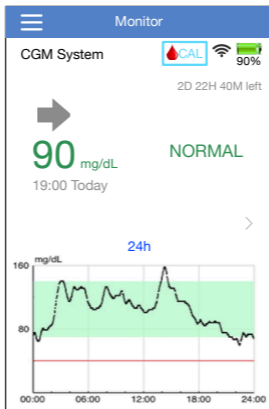 Monitor
CGM System
CAL
90%
2D 22H 40M left
90 mg/dL
NORMAL
19:00 Today
24h
mg/dL
160
80
00:00 06:00 12:00 18:00 24:00